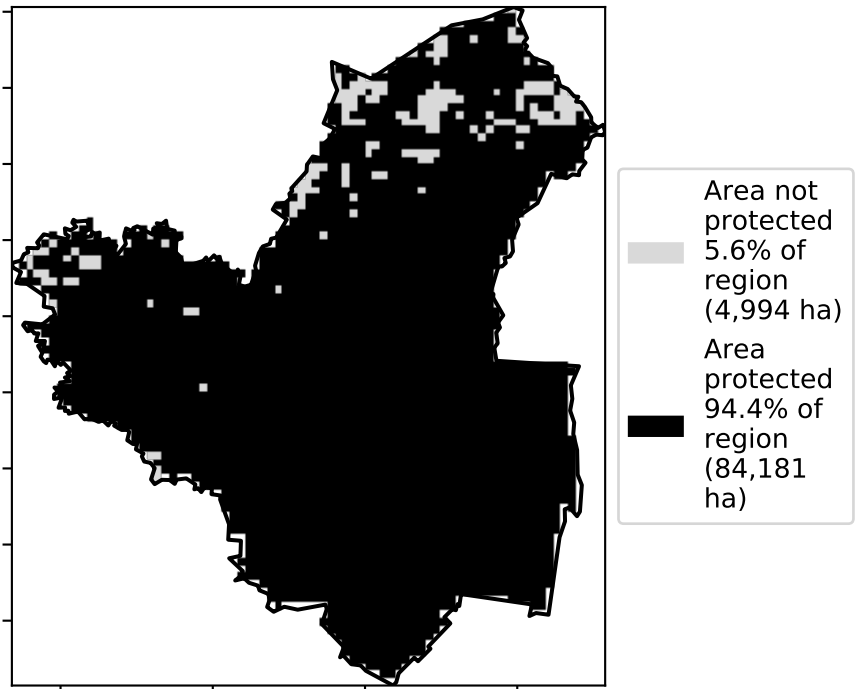 Area not
protected
5.6% of
region
(4,994 ha)
Area
protected
94.4% of
region
(84,181
ha)